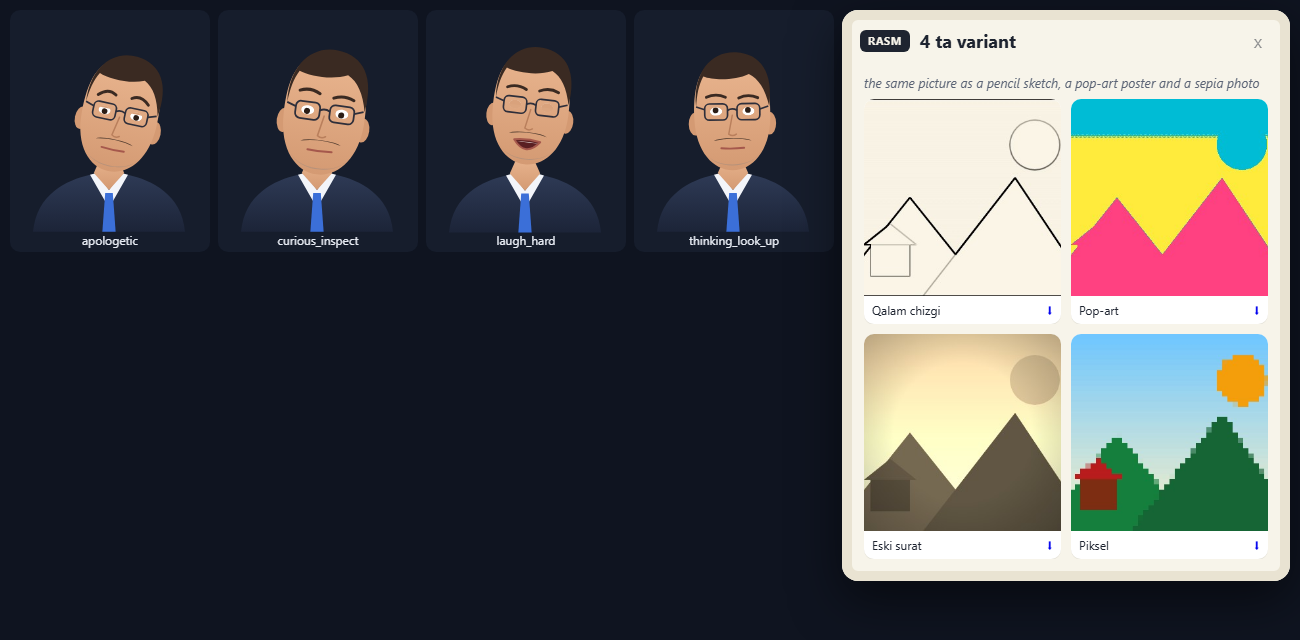 apologetic
curious_inspect
laugh_hard
thinking_look_up
RASM 4 ta variant x
the same picture as a pencil sketch, a pop-art poster and a sepia photo
Qalam chizgi ⬇
Pop-art ⬇
Eski surat ⬇
Piksel ⬇